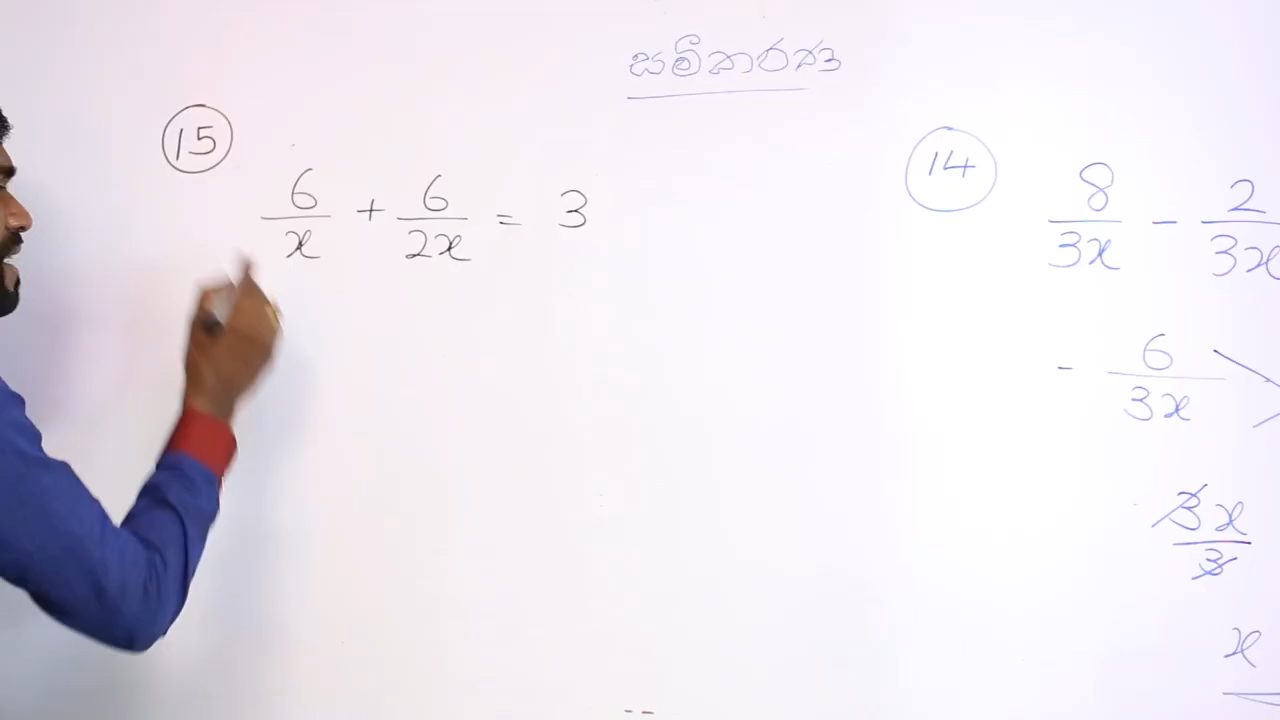 සමීකරණ
(15)
6/x + 6/2x = 3
(14)
8/3x - 2/3x
- 6/3x
3x/3
x